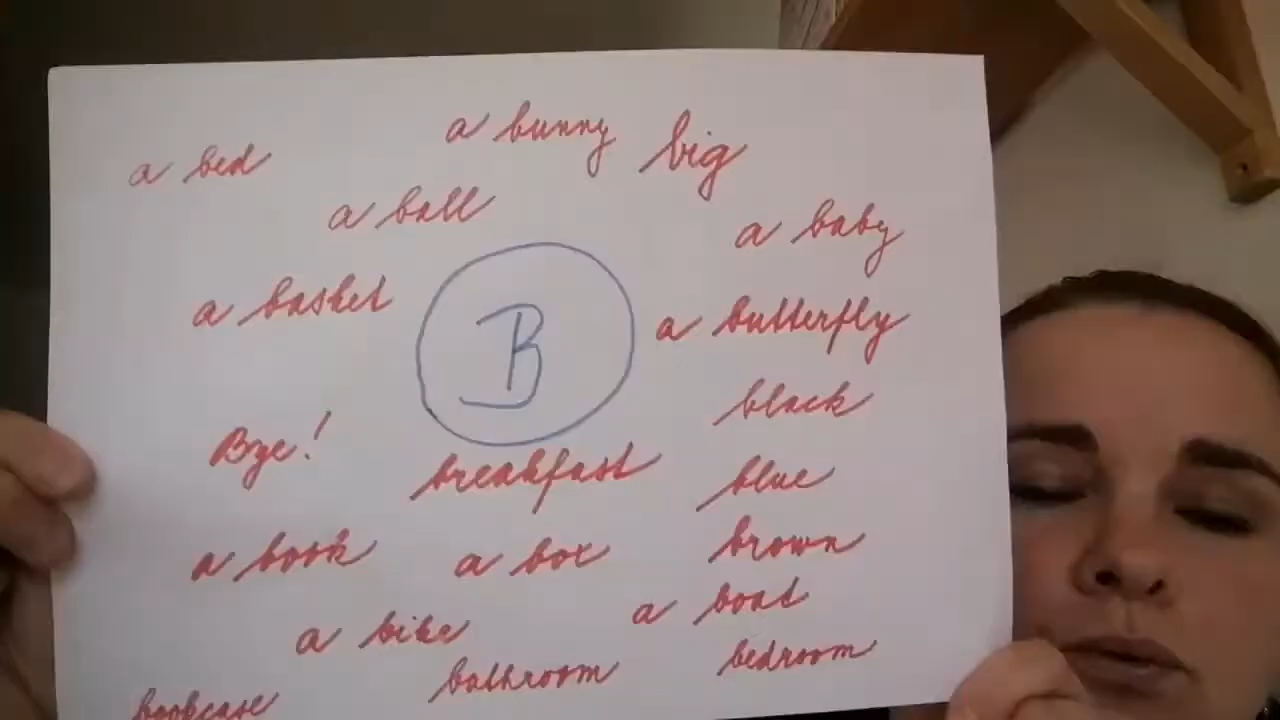 a bunny
big
a bed
a ball
a baby
a basket
B
a butterfly
black
Bye!
breakfast
blue
a book
a box
brown
a boat
a bike
bathroom
bedroom
bookcase